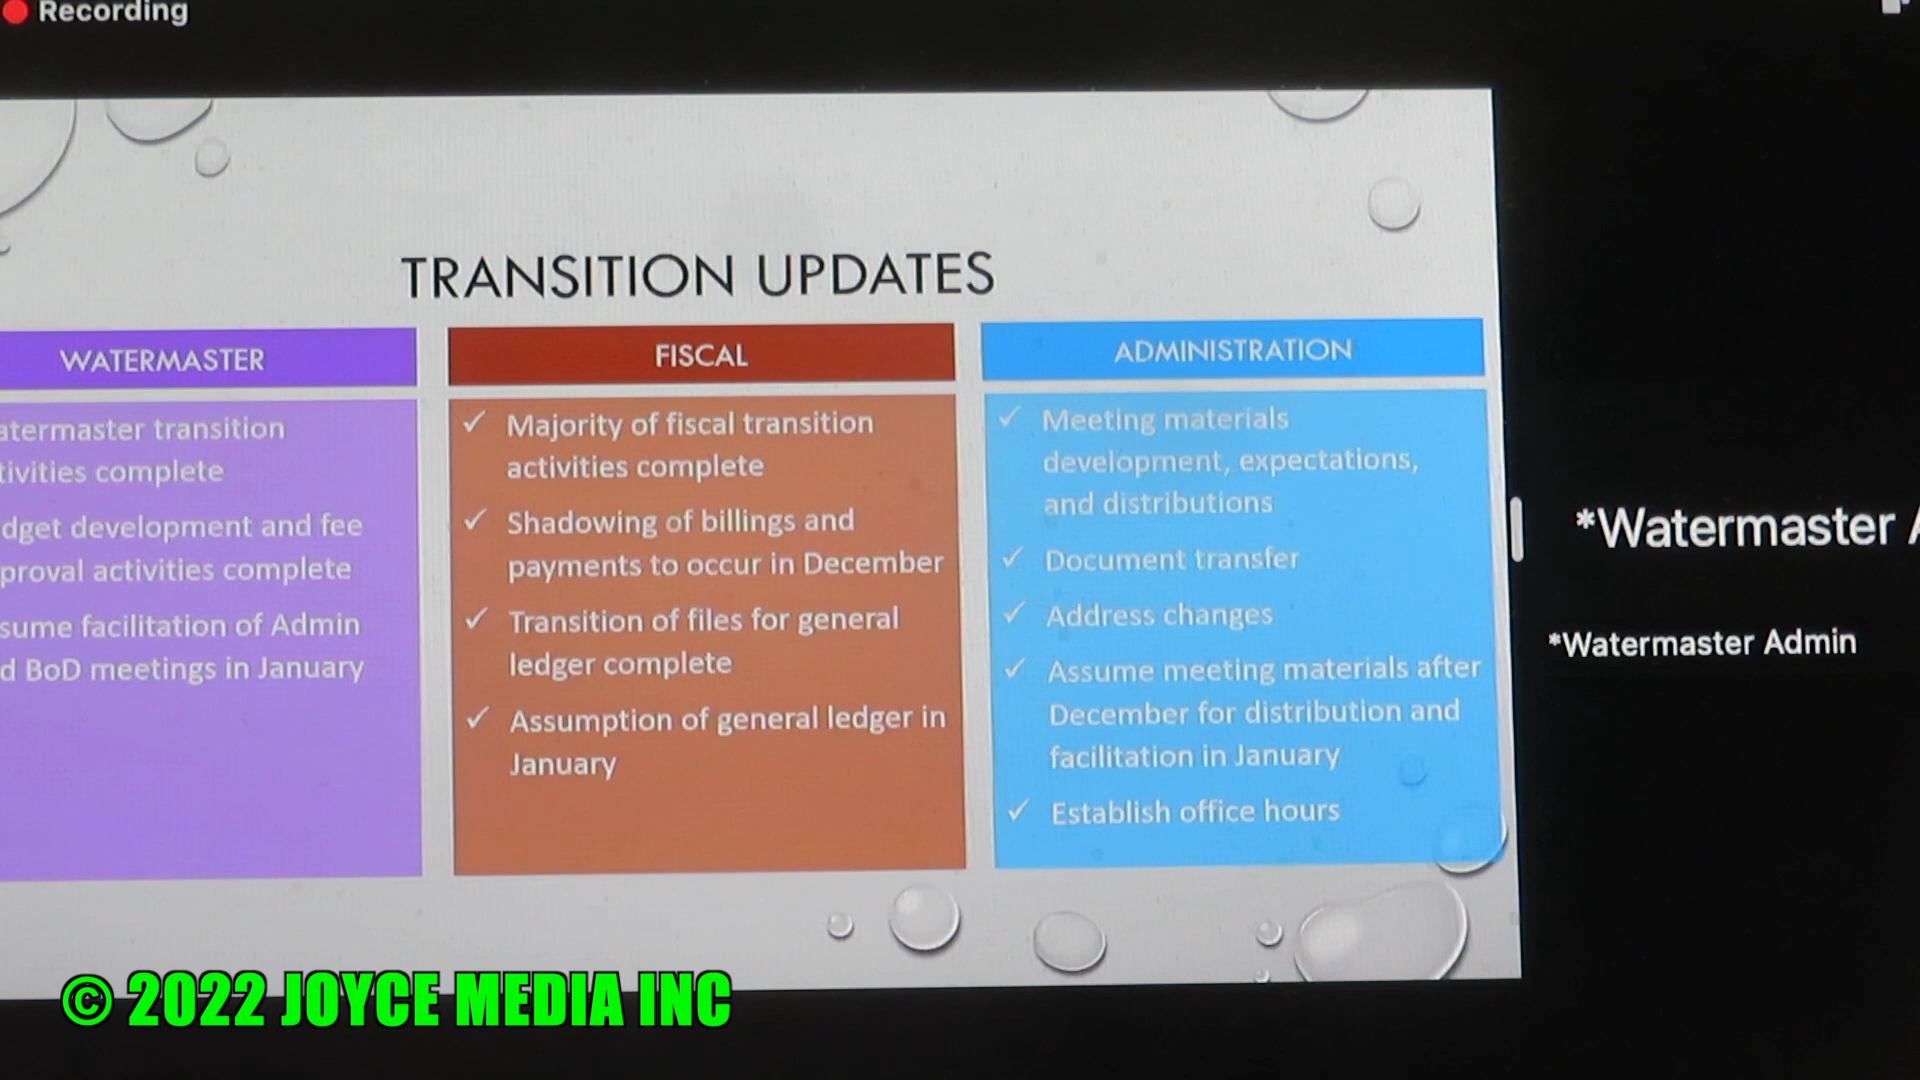 Recording
TRANSITION UPDATES
WATERMASTER
atermaster transition
tivities complete
dget development and fee
proval activities complete
sume facilitation of Admin
d BoD meetings in January
FISCAL
✓ Majority of fiscal transition
activities complete
✓ Shadowing of billings and
payments to occur in December
✓ Transition of files for general
ledger complete
✓ Assumption of general ledger in
January
ADMINISTRATION
✓ Meeting materials
development, expectations,
and distributions
✓ Document transfer
✓ Address changes
✓ Assume meeting materials after
December for distribution and
facilitation in January
✓ Establish office hours
*Watermaster A
*Watermaster Admin
© 2022 JOYCE MEDIA INC